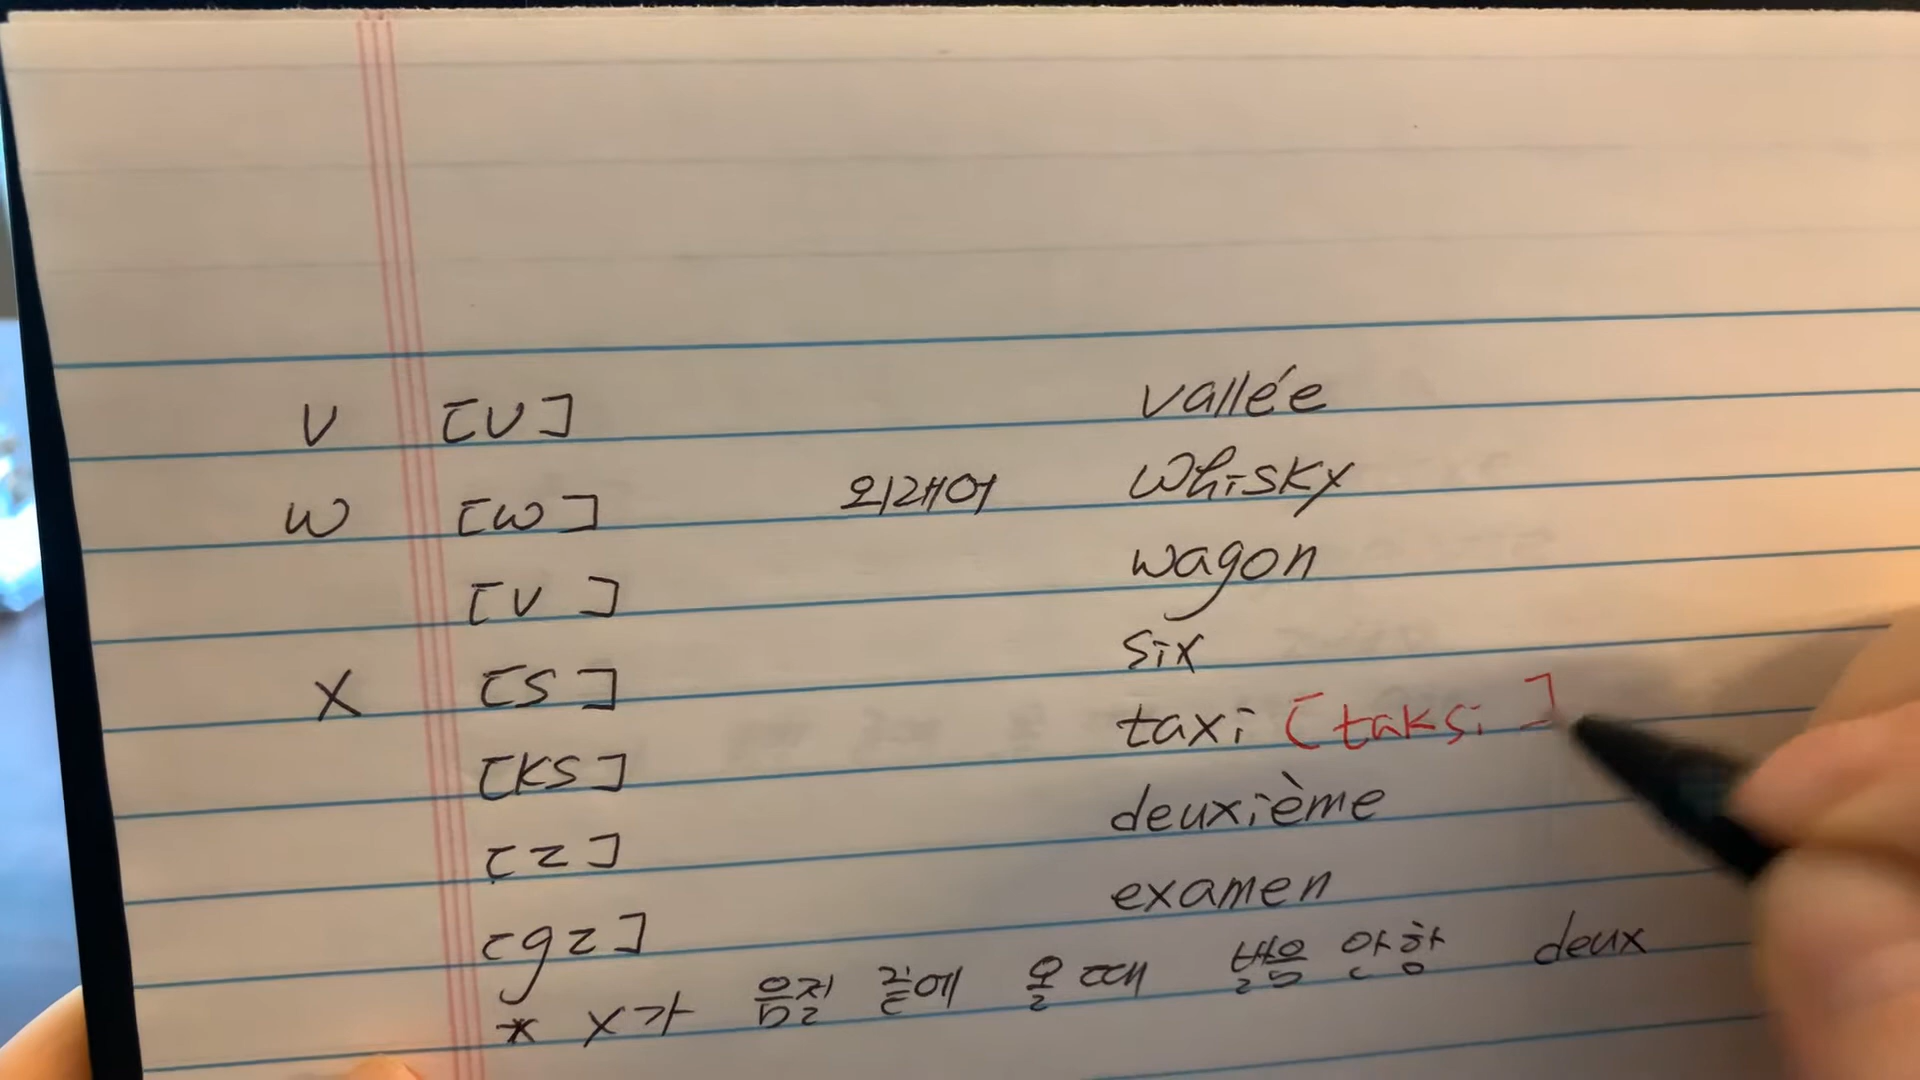 V [V] vallée
W [W] 외래어 Whisky
[V] wagon
X [S] six
[KS] taxi [taksi]
[Z] deuxième
[gz] examen
* X가 음절 끝에 올 때 발음 안함 deux